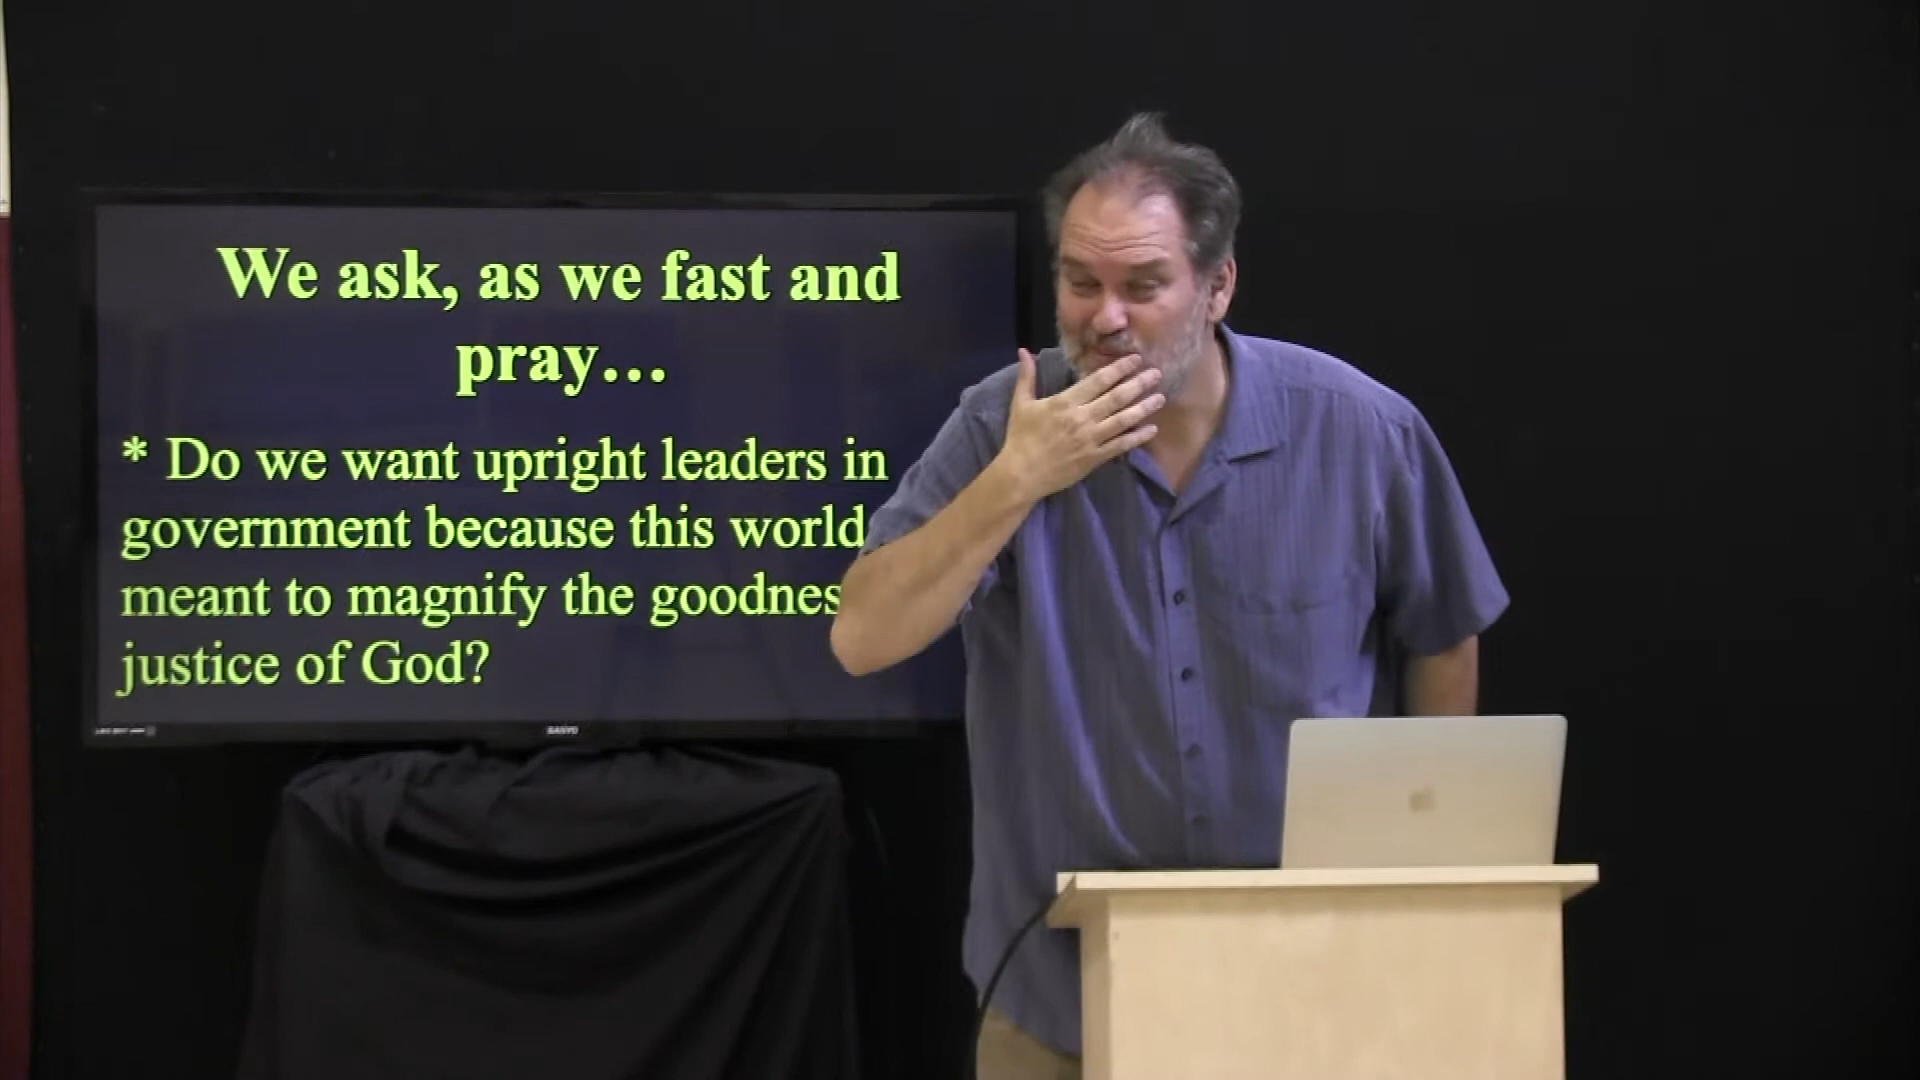 We ask, as we fast and
pray...
* Do we want upright leaders in
government because this world
meant to magnify the
justice of God?
SANYO